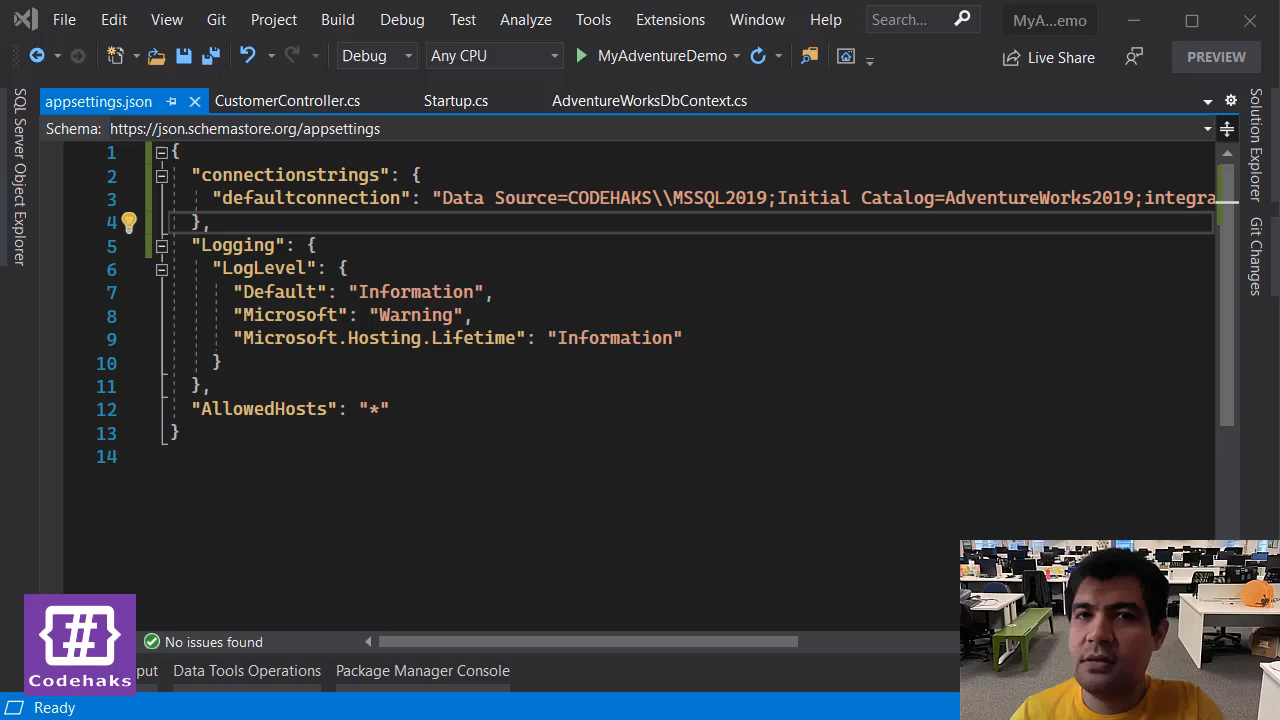 File Edit View Git Project Build Debug Test Analyze Tools Extensions Window Help Search... MyA...emo
Debug Any CPU MyAdventureDemo Live Share PREVIEW
SQL Server Object Explorer
appsettings.json CustomerController.cs Startup.cs AdventureWorksDbContext.cs
Schema: https://json.schemastore.org/appsettings
1 {
2 "connectionstrings": {
3 "defaultconnection": "Data Source=CODEHAKS\\MSSQL2019;Initial Catalog=AdventureWorks2019;integra
4 },
5 "Logging": {
6 "LogLevel": {
7 "Default": "Information",
8 "Microsoft": "Warning",
9 "Microsoft.Hosting.Lifetime": "Information"
10 }
11 },
12 "AllowedHosts": "*"
13 }
14
Solution Explorer
Git Changes
No issues found
put Data Tools Operations Package Manager Console
{#}
Codehaks
Ready